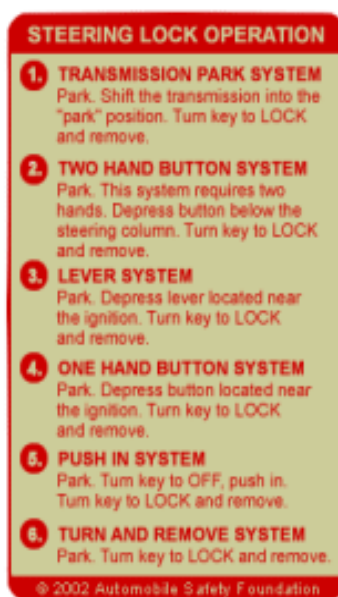 STEERING LOCK OPERATION
1. TRANSMISSION PARK SYSTEM
Park. Shift the transmission into the
"park" position. Turn key to LOCK
and remove.
2. TWO HAND BUTTON SYSTEM
Park. This system requires two
hands. Depress button below the
steering column. Turn key to LOCK
and remove.
3. LEVER SYSTEM
Park. Depress lever located near
the ignition. Turn key to LOCK
and remove.
4. ONE HAND BUTTON SYSTEM
Park. Depress button located near
the ignition. Turn key to LOCK
and remove.
5. PUSH IN SYSTEM
Park. Turn key to OFF, push in.
Turn key to LOCK and remove.
6. TURN AND REMOVE SYSTEM
Park. Turn key to LOCK and remove.
© 2002 Automobile Safety Foundation